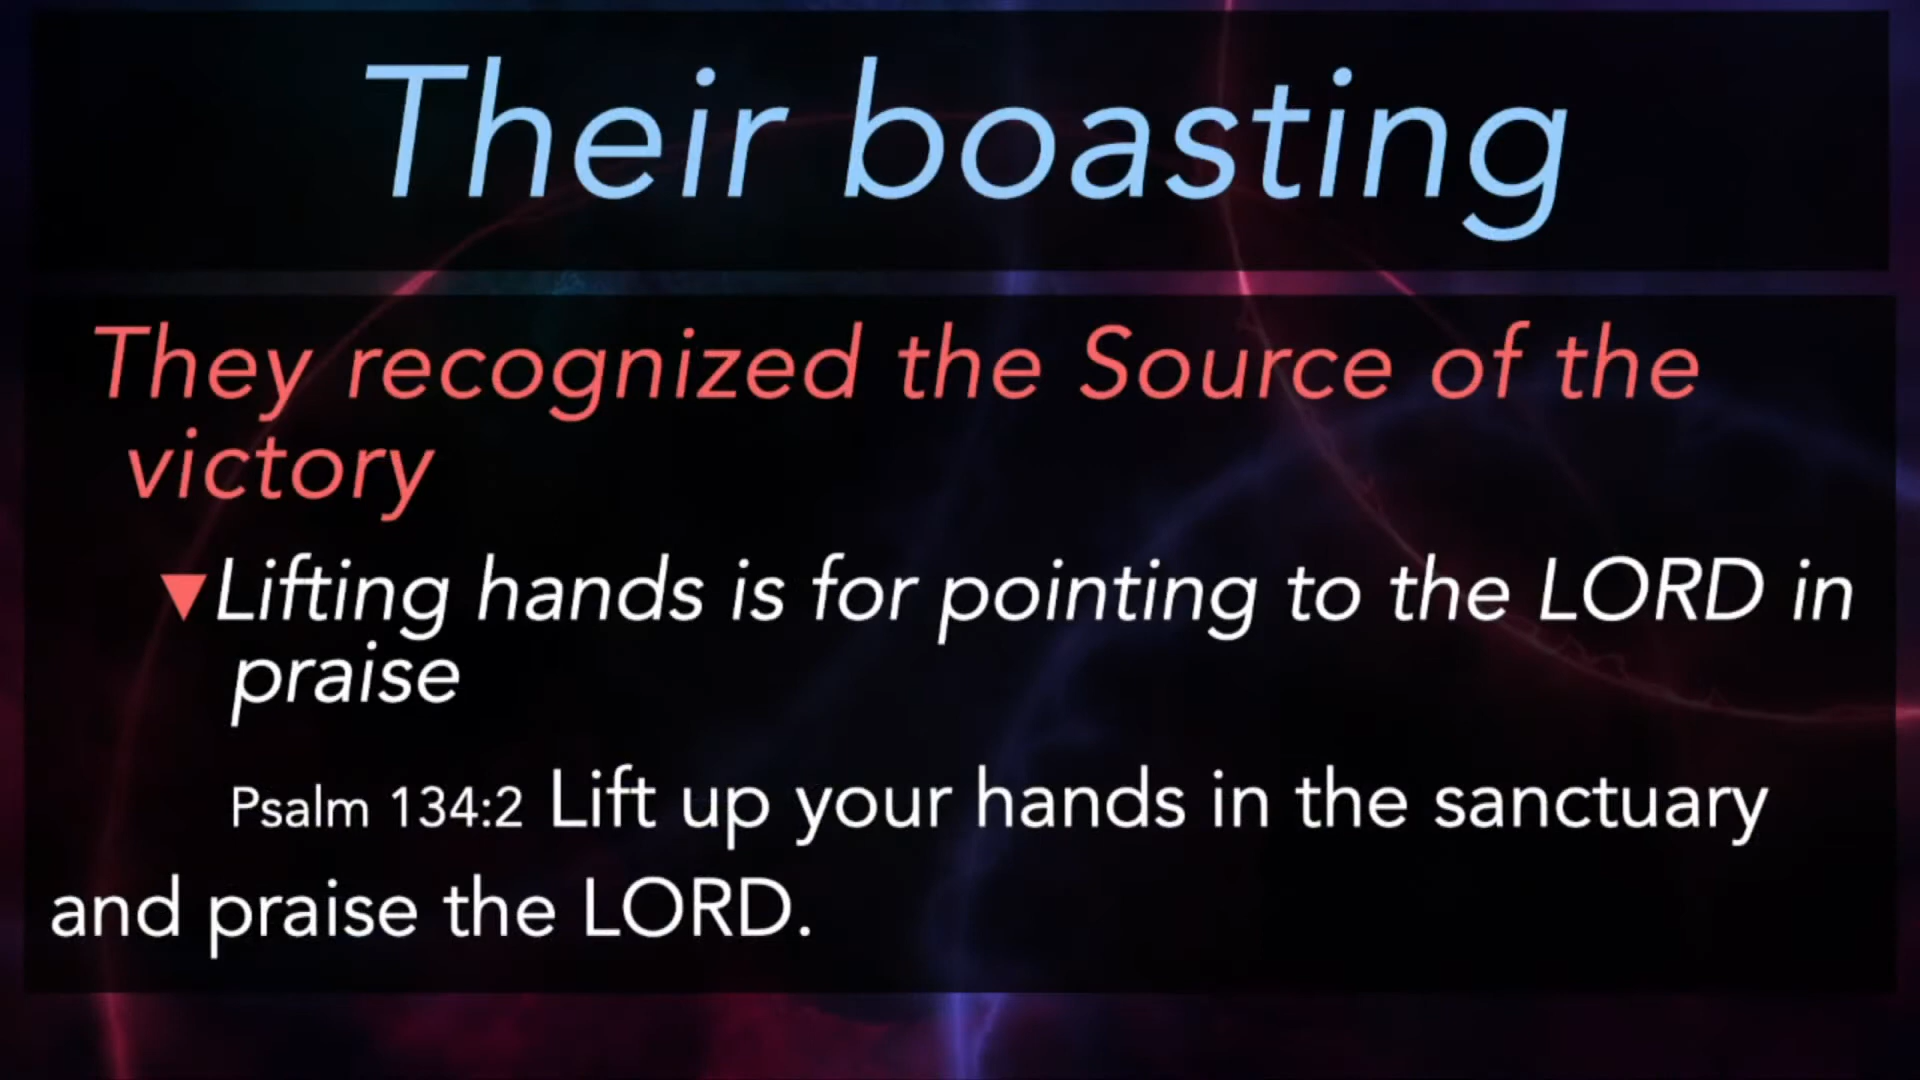 Their boasting
They recognized the Source of the
victory
▼Lifting hands is for pointing to the LORD in
praise
Psalm 134:2 Lift up your hands in the sanctuary
and praise the LORD.